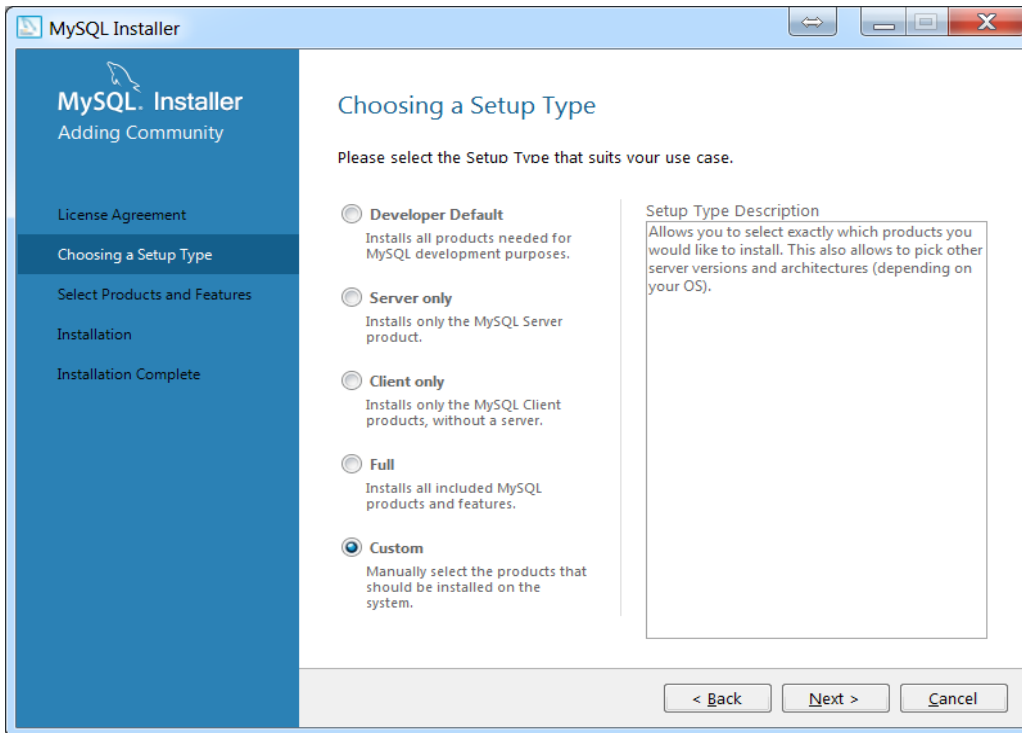 MySQL Installer
MySQL. Installer
Adding Community
License Agreement
Choosing a Setup Type
Select Products and Features
Installation
Installation Complete
Choosing a Setup Type
Please select the Setup Type that suits your use case.
Developer Default
Installs all products needed for
MySQL development purposes.
Server only
Installs only the MySQL Server
product.
Client only
Installs only the MySQL Client
products, without a server.
Full
Installs all included MySQL
products and features.
Custom
Manually select the products that
should be installed on the
system.
Setup Type Description
Allows you to select exactly which products you
would like to install. This also allows to pick other
server versions and architectures (depending on
your OS).
< Back
Next >
Cancel